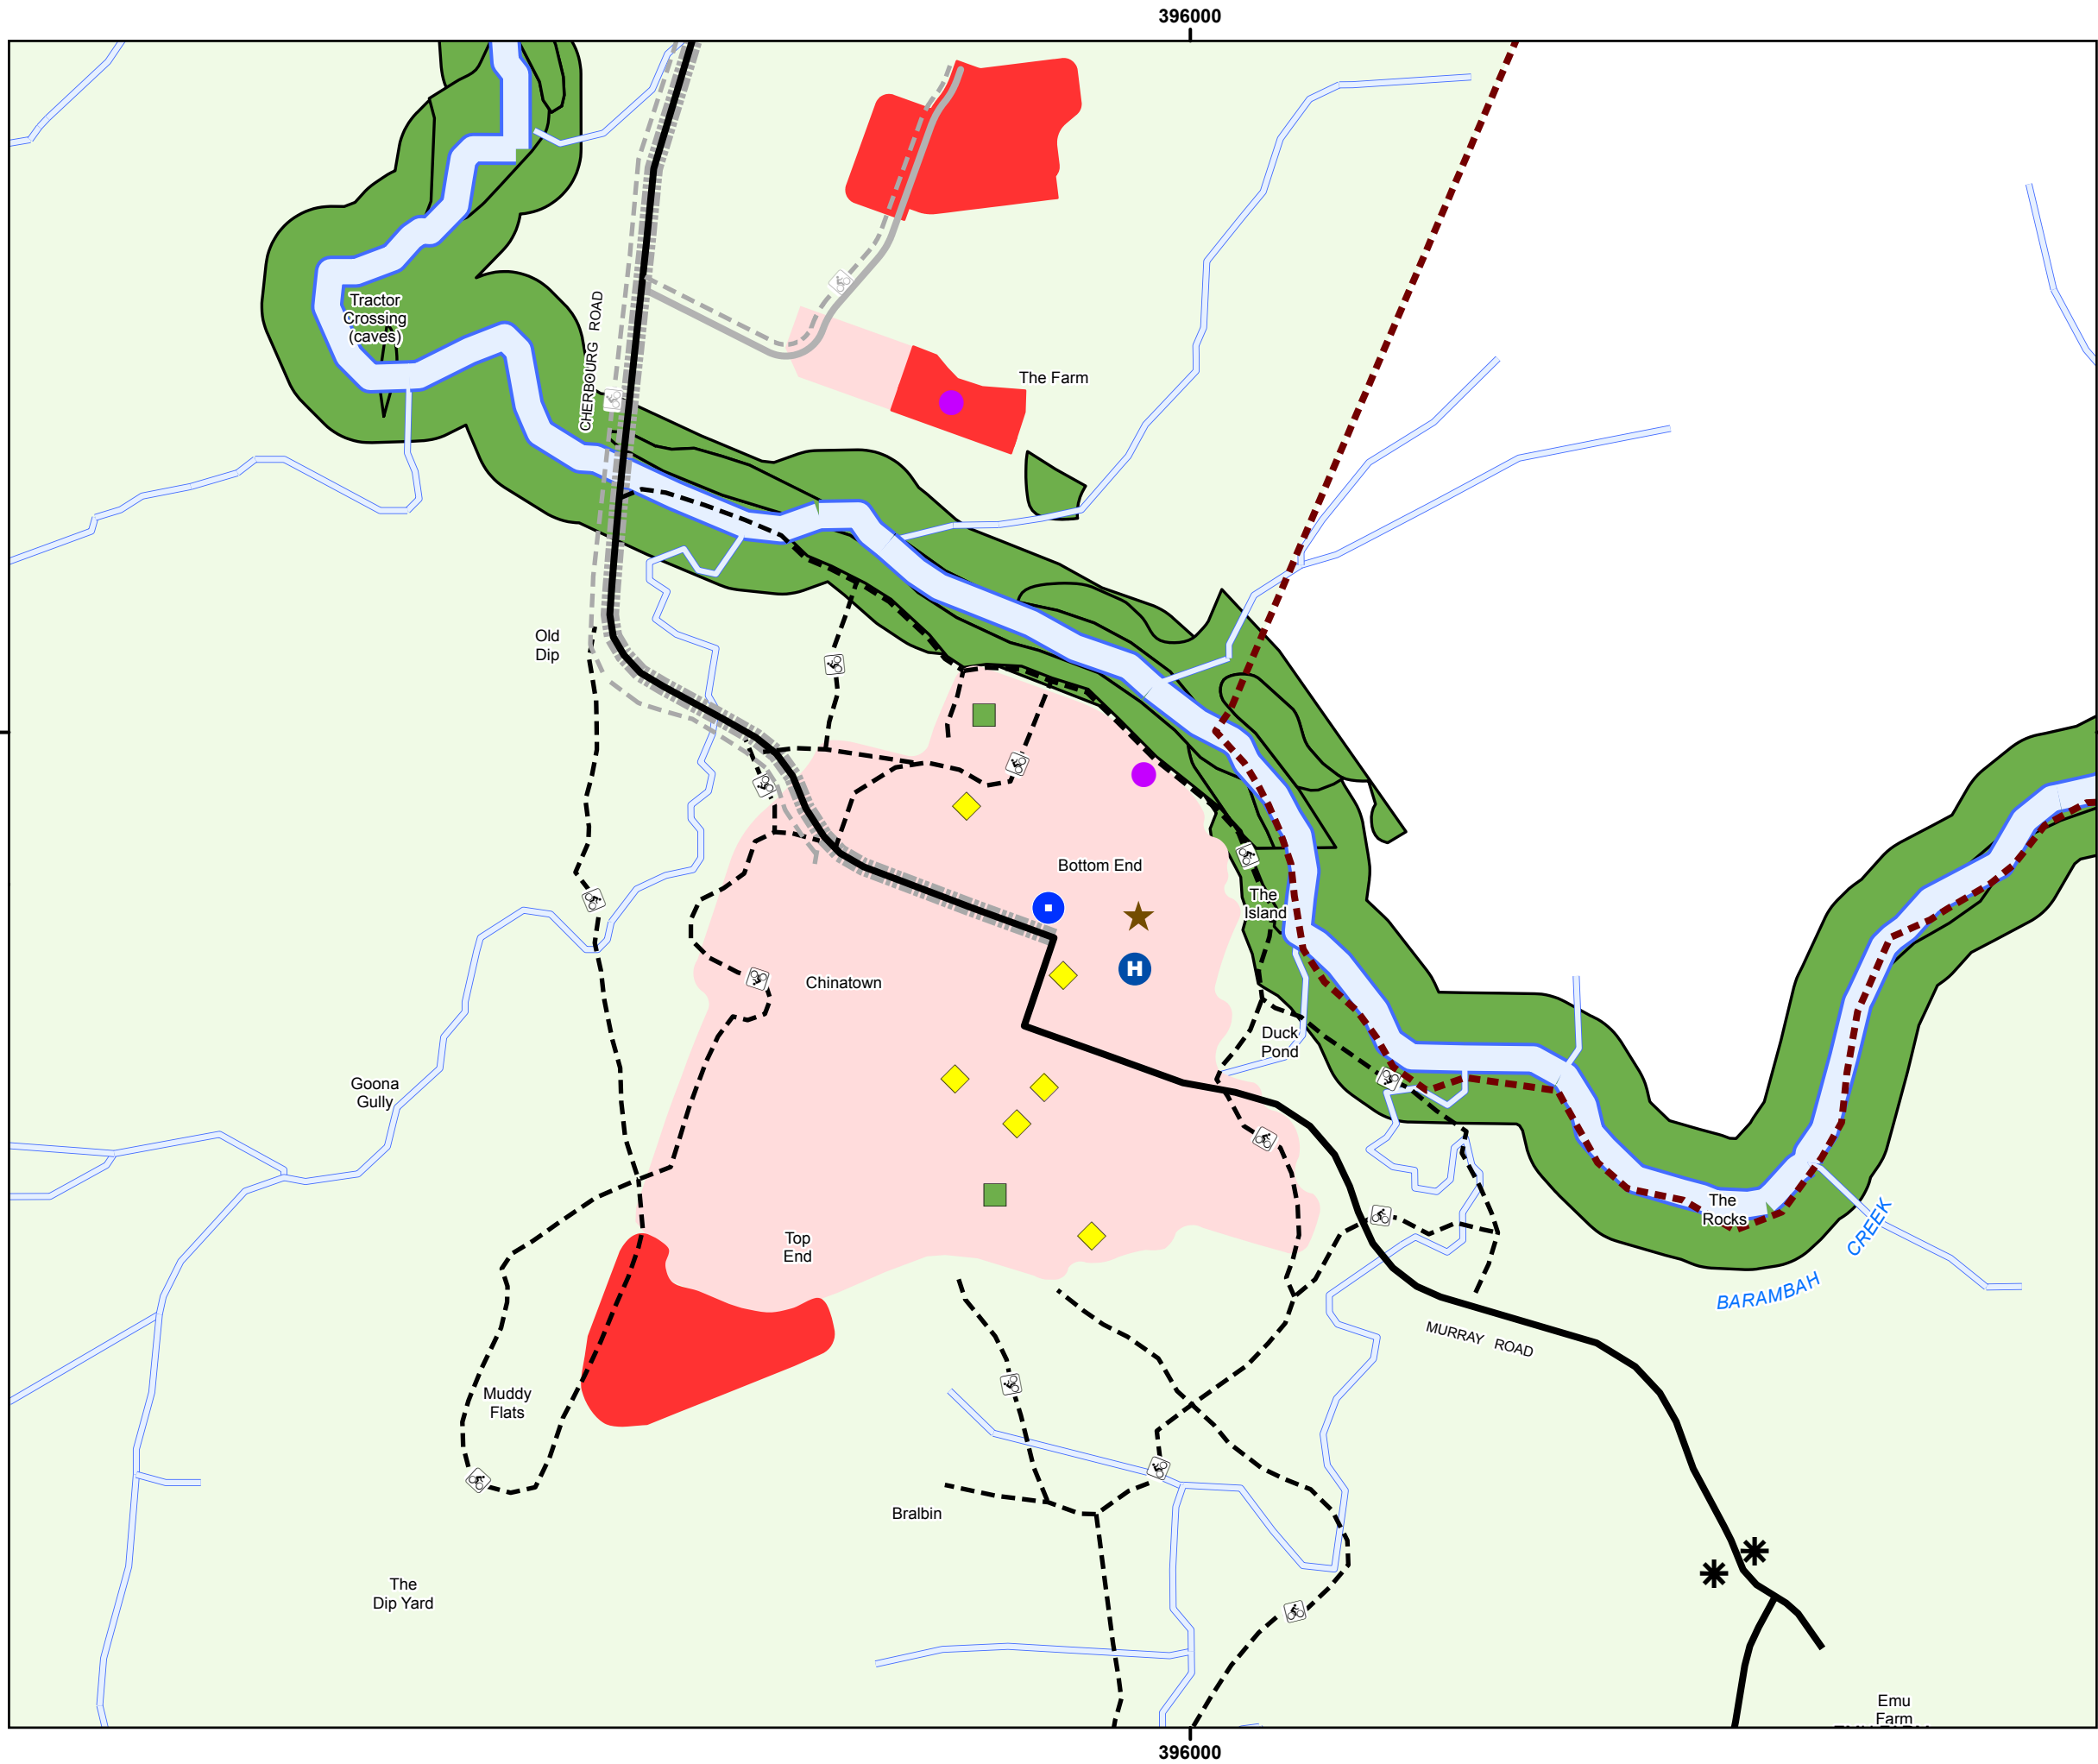 396000
Tractor
Crossing
(caves)
CHERBOURG ROAD
The Farm
Old
Dip
Bottom End
The
Island
Chinatown
H
Duck
Pond
Goona
Gully
The
Rocks
BARAMBAH CREEK
Top
End
MURRAY ROAD
Muddy
Flats
Bralbin
The
Dip Yard
Emu
Farm
396000